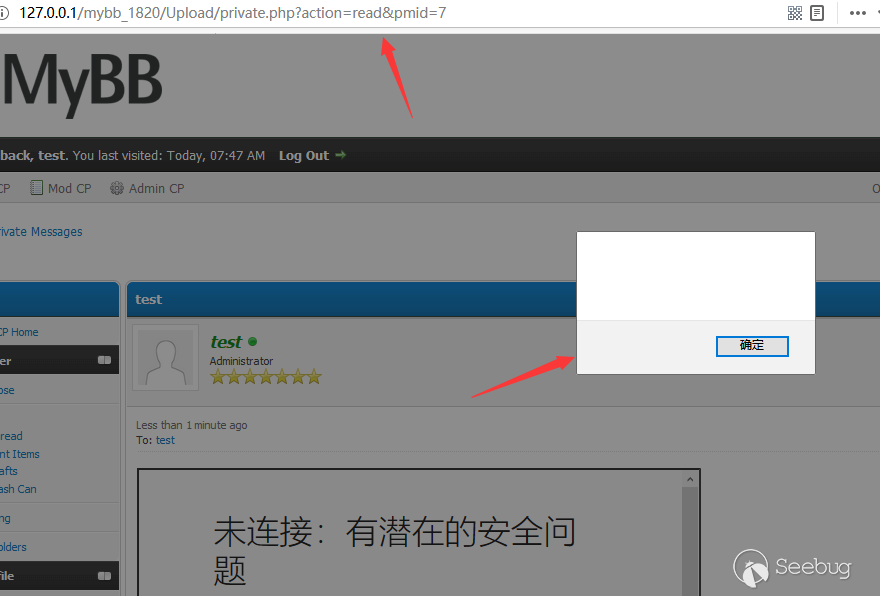 127.0.0.1/mybb_1820/Upload/private.php?action=read&pmid=7
MyBB
back, test. You last visited: Today, 07:47 AM Log Out
CP Mod CP Admin CP
ivate Messages
test
CP Home
test
er
Administrator
ose
确定
Less than 1 minute ago
To: test
read
nt Items
afts
ash Can
ng
olders
file
未连接：有潜在的安全问
题
Seebug